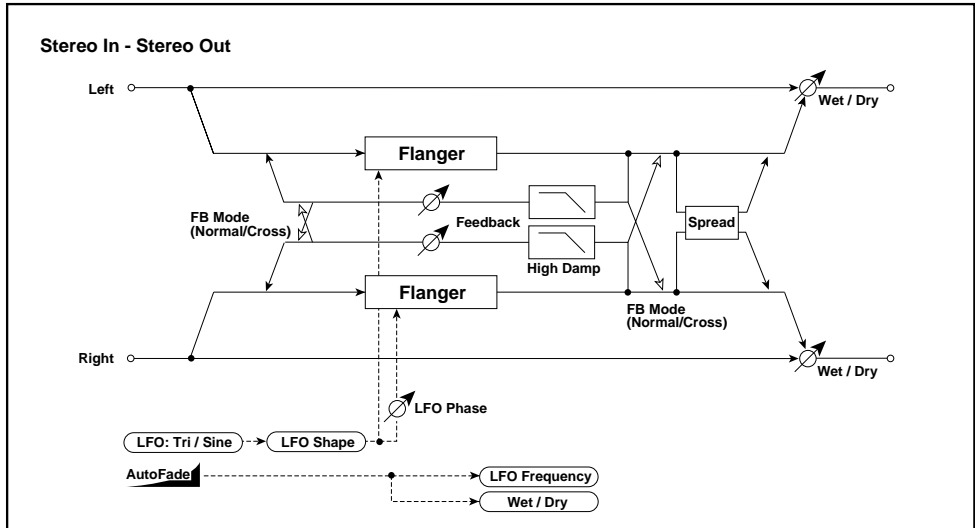 Stereo In - Stereo Out
Left
Wet / Dry
Flanger
FB Mode
(Normal/Cross)
Feedback
Spread
High Damp
Flanger
FB Mode
(Normal/Cross)
Right
Wet / Dry
LFO Phase
LFO: Tri / Sine
LFO Shape
AutoFade
LFO Frequency
Wet / Dry